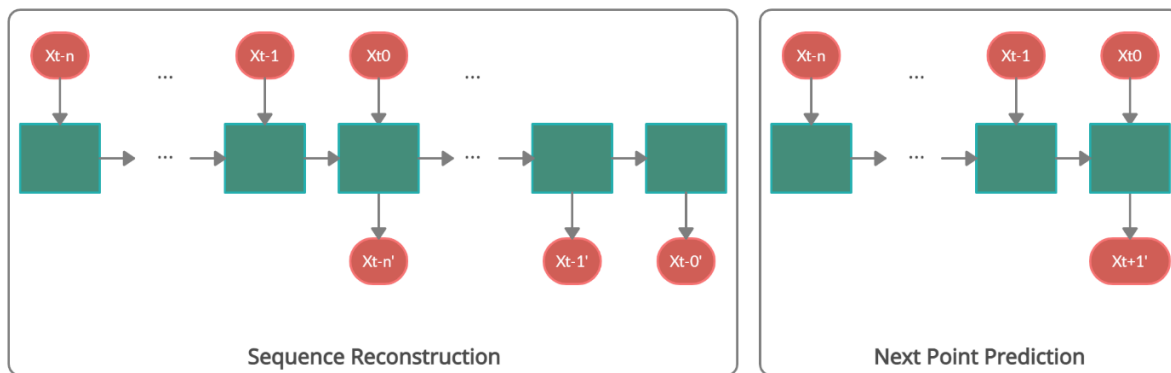 Xt-n ... Xt-1 Xt0 ...
... ...
Xt-n' Xt-1' Xt-0'
Sequence Reconstruction
Xt-n ... Xt-1 Xt0
...
Xt+1'
Next Point Prediction